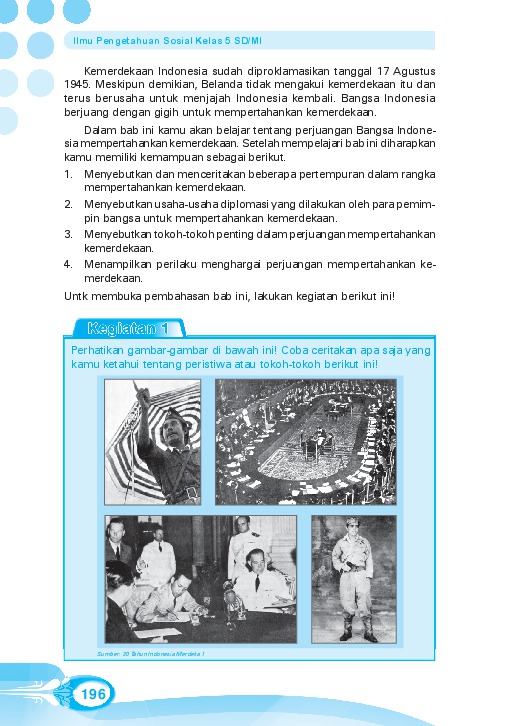 Ilmu Pengetahuan Sosial Kelas 5 SD/MI
Kemerdekaan Indonesia sudah diproklamasikan tanggal 17 Agustus
1945. Meskipun demikian, Belanda tidak mengakui kemerdekaan itu dan
terus berusaha untuk menjajah Indonesia kembali. Bangsa Indonesia
berjuang dengan gigih untuk mempertahankan kemerdekaan.
Dalam bab ini kamu akan belajar tentang perjuangan Bangsa Indone-
sia mempertahankan kemerdekaan. Setelah mempelajari bab ini diharapkan
kamu memiliki kemampuan sebagai berikut.
1. Menyebutkan dan menceritakan beberapa pertempuran dalam rangka
mempertahankan kemerdekaan.
2. Menyebutkan usaha-usaha diplomasi yang dilakukan oleh para pemim-
pin bangsa untuk mempertahankan kemerdekaan.
3. Menyebutkan tokoh-tokoh penting dalam perjuangan mempertahankan
kemerdekaan.
4. Menampilkan perilaku menghargai perjuangan mempertahankan ke-
merdekaan.
Untk membuka pembahasan bab ini, lakukan kegiatan berikut ini!
Kegiatan 1
Perhatikan gambar-gambar di bawah ini! Coba ceritakan apa saja yang
kamu ketahui tentang peristiwa atau tokoh-tokoh berikut ini!
Sumber: 30 Tahun Indonesia Merdeka 1
196